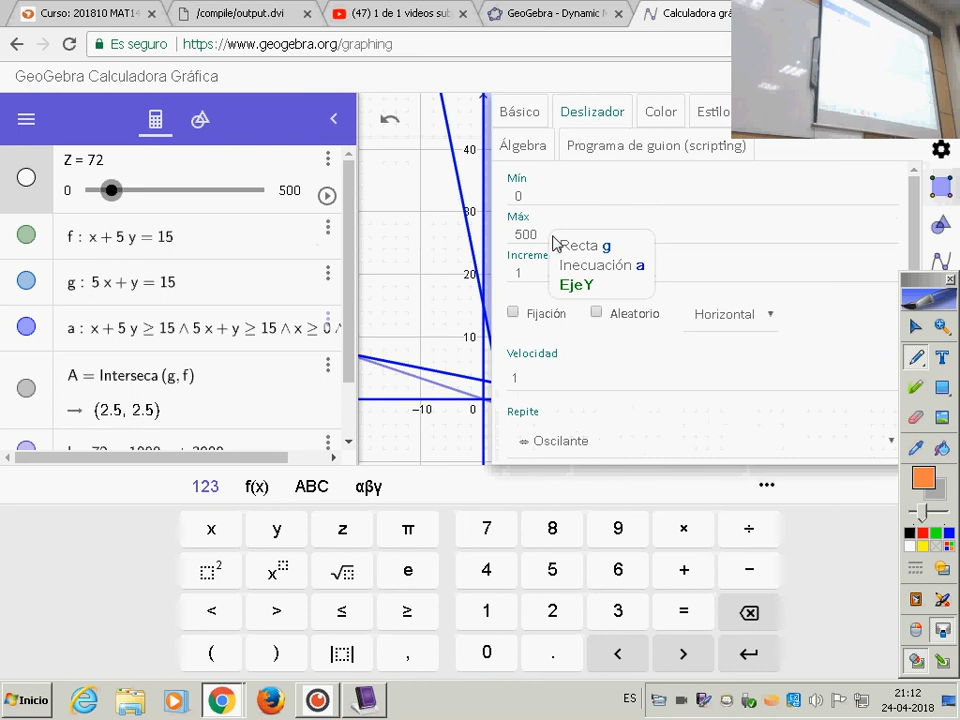 Curso: 201810 MAT14
/compile/output.dvi
(47) 1 de 1 videos sub
GeoGebra - Dynamic M
Calculadora grá
Es seguro
https://www.geogebra.org/graphing
GeoGebra Calculadora Gráfica
Z = 72
0
500
f : x + 5 y = 15
g : 5 x + y = 15
a : x + 5 y ≥ 15 ∧ 5 x + y ≥ 15 ∧ x ≥ 0 ∧
A = Interseca (g, f)
→ (2.5, 2.5)
40
30
20
10
−10
0
Básico
Deslizador
Color
Estilo
Álgebra
Programa de guion (scripting)
Mín
0
Máx
500
Increme
1
Recta g
Inecuación a
EjeY
Fijación
Aleatorio
Horizontal
Velocidad
1
Repite
⇔ Oscilante
123
f(x)
ABC
αβγ
•••
x y z π 7 8 9 × ÷
2 x √ e 4 5 6 + −
< > ≤ ≥ 1 2 3 =
( ) | | , 0 . < >
T
Inicio
ES
21:12
24-04-2018